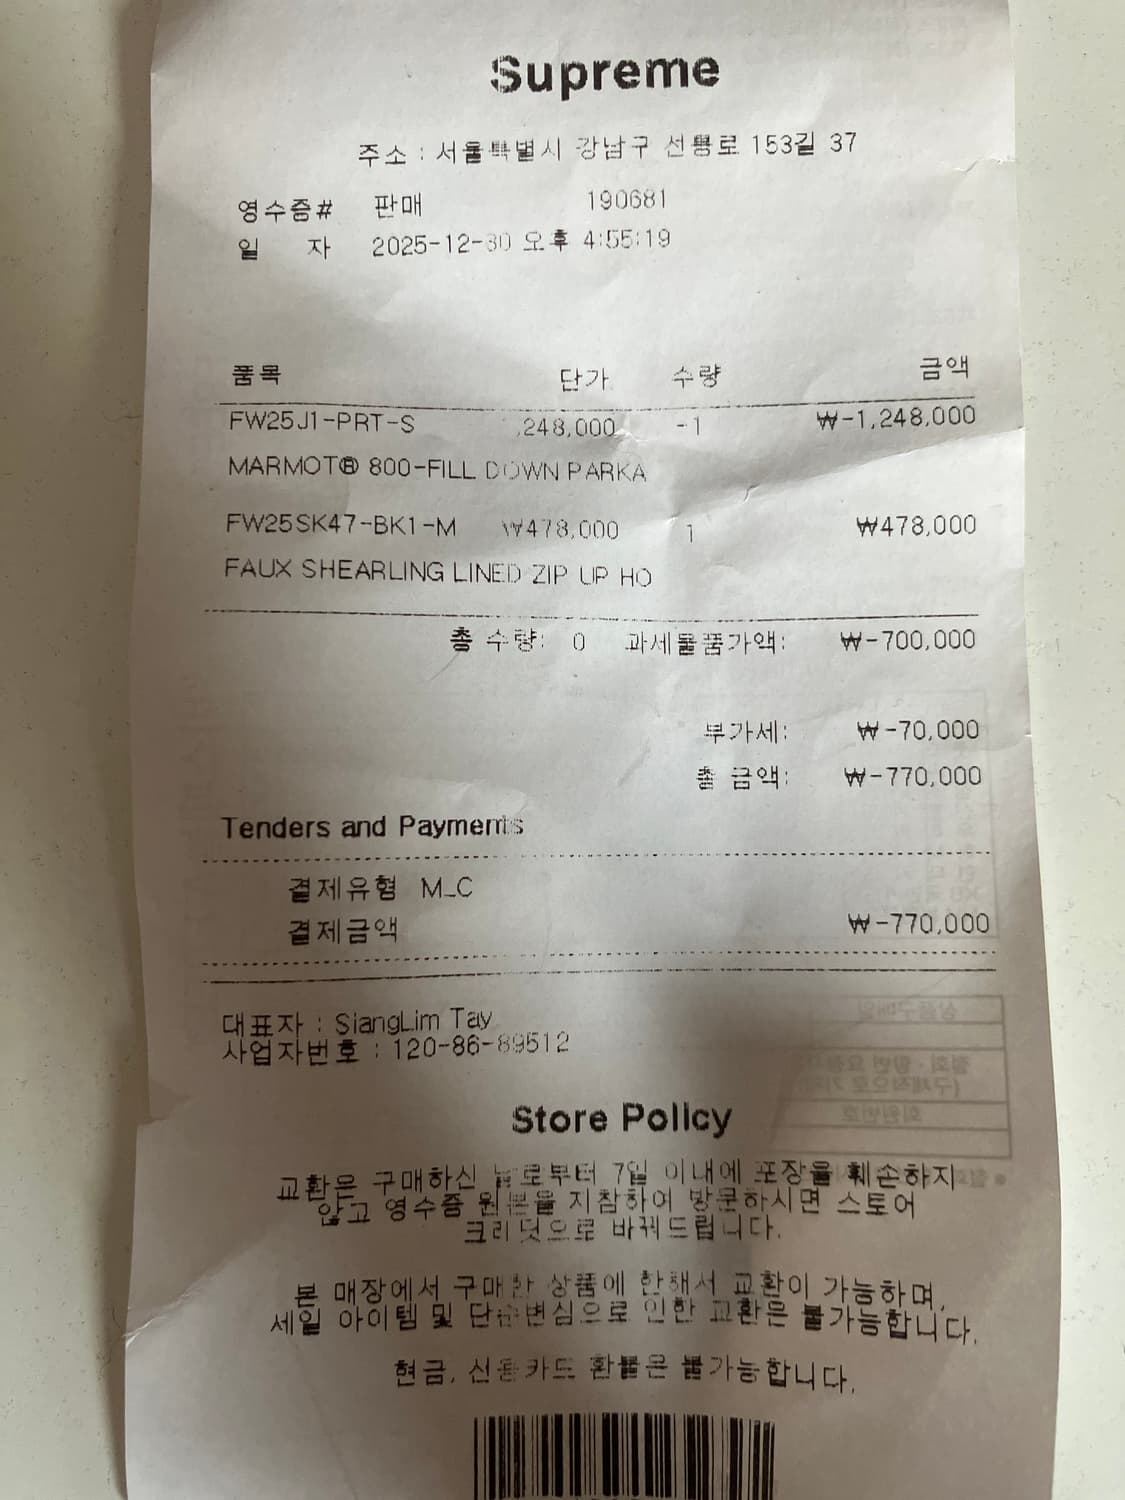 Supreme
주소 : 서울특별시 강남구 선릉로 153길 37
영수증# 판매 190681
일 자 2025-12-30 오후 4:55:19
품목 단가 수량 금액
FW25J1-PRT-S ,248,000 -1 ₩-1,248,000
MARMOT® 800-FILL DOWN PARKA
FW25SK47-BK1-M ₩478,000 1 ₩478,000
FAUX SHEARLING LINED ZIP UP HO
총 수량: 0 과세물품가액: ₩-700,000
부가세: ₩-70,000
총 금액: ₩-770,000
Tenders and Payments
결제유형 M_C
결제금액 ₩-770,000
대표자 : SiangLim Tay
사업자번호 : 120-86-89512
Store Policy
교환은 구매하신 날로부터 7일 이내에 포장을 훼손하지
않고 영수증 원본을 지참하여 방문하시면 스토어
크레딧으로 바꿔드립니다.
본 매장에서 구매한 상품에 한해서 교환이 가능하며,
세일 아이템 및 단순변심으로 인한 교환은 불가능합니다.
현금, 신용카드 환불은 불가능합니다.